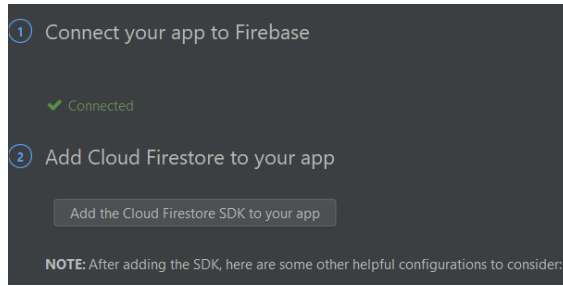 1 Connect your app to Firebase
✔ Connected
2 Add Cloud Firestore to your app
Add the Cloud Firestore SDK to your app
NOTE: After adding the SDK, here are some other helpful configurations to consider: